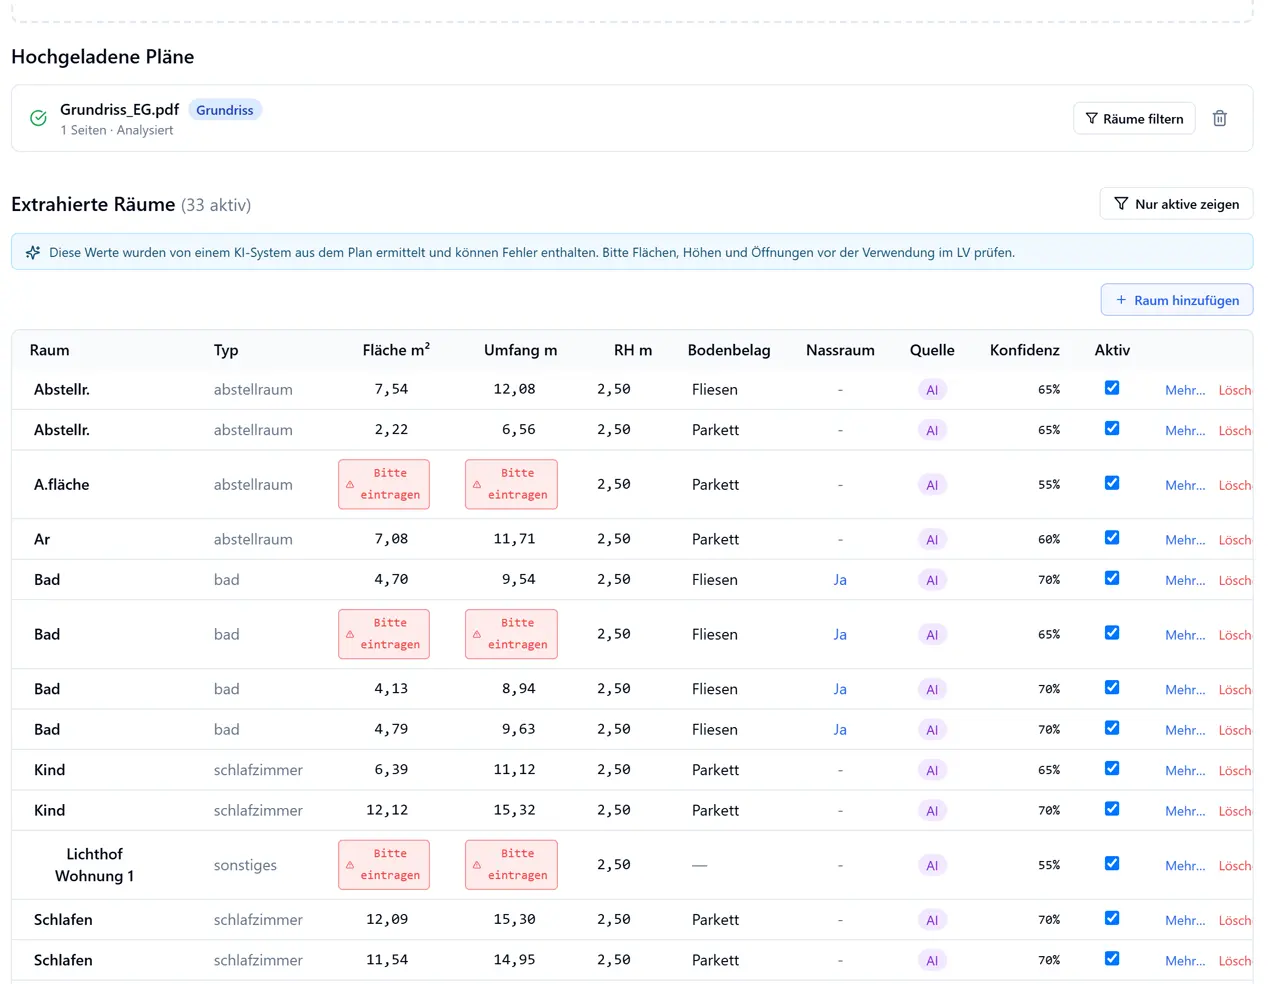 Hochgeladene Pläne
Grundriss_EG.pdf Grundriss
1 Seiten · Analysiert
Räume filtern
Extrahierte Räume (33 aktiv)
Nur aktive zeigen
Diese Werte wurden von einem KI-System aus dem Plan ermittelt und können Fehler enthalten. Bitte Flächen, Höhen und Öffnungen vor der Verwendung im LV prüfen.
+ Raum hinzufügen
Raum Typ Fläche m² Umfang m RH m Bodenbelag Nassraum Quelle Konfidenz Aktiv
Abstellr. abstellraum 7,54 12,08 2,50 Fliesen - AI 65% Mehr... Lösch
Abstellr. abstellraum 2,22 6,56 2,50 Parkett - AI 65% Mehr... Lösch
A.fläche abstellraum Bitte eintragen Bitte eintragen 2,50 Parkett - AI 55% Mehr... Lösch
Ar abstellraum 7,08 11,71 2,50 Parkett - AI 60% Mehr... Lösch
Bad bad 4,70 9,54 2,50 Fliesen Ja AI 70% Mehr... Lösch
Bad bad Bitte eintragen Bitte eintragen 2,50 Fliesen Ja AI 65% Mehr... Lösch
Bad bad 4,13 8,94 2,50 Fliesen Ja AI 70% Mehr... Lösch
Bad bad 4,79 9,63 2,50 Fliesen Ja AI 70% Mehr... Lösch
Kind schlafzimmer 6,39 11,12 2,50 Parkett - AI 65% Mehr... Lösch
Kind schlafzimmer 12,12 15,32 2,50 Parkett - AI 70% Mehr... Lösch
Lichthof Wohnung 1 sonstiges Bitte eintragen Bitte eintragen 2,50 — - AI 55% Mehr... Lösch
Schlafen schlafzimmer 12,09 15,30 2,50 Parkett - AI 70% Mehr... Lösch
Schlafen schlafzimmer 11,54 14,95 2,50 Parkett - AI 70% Mehr... Lösch